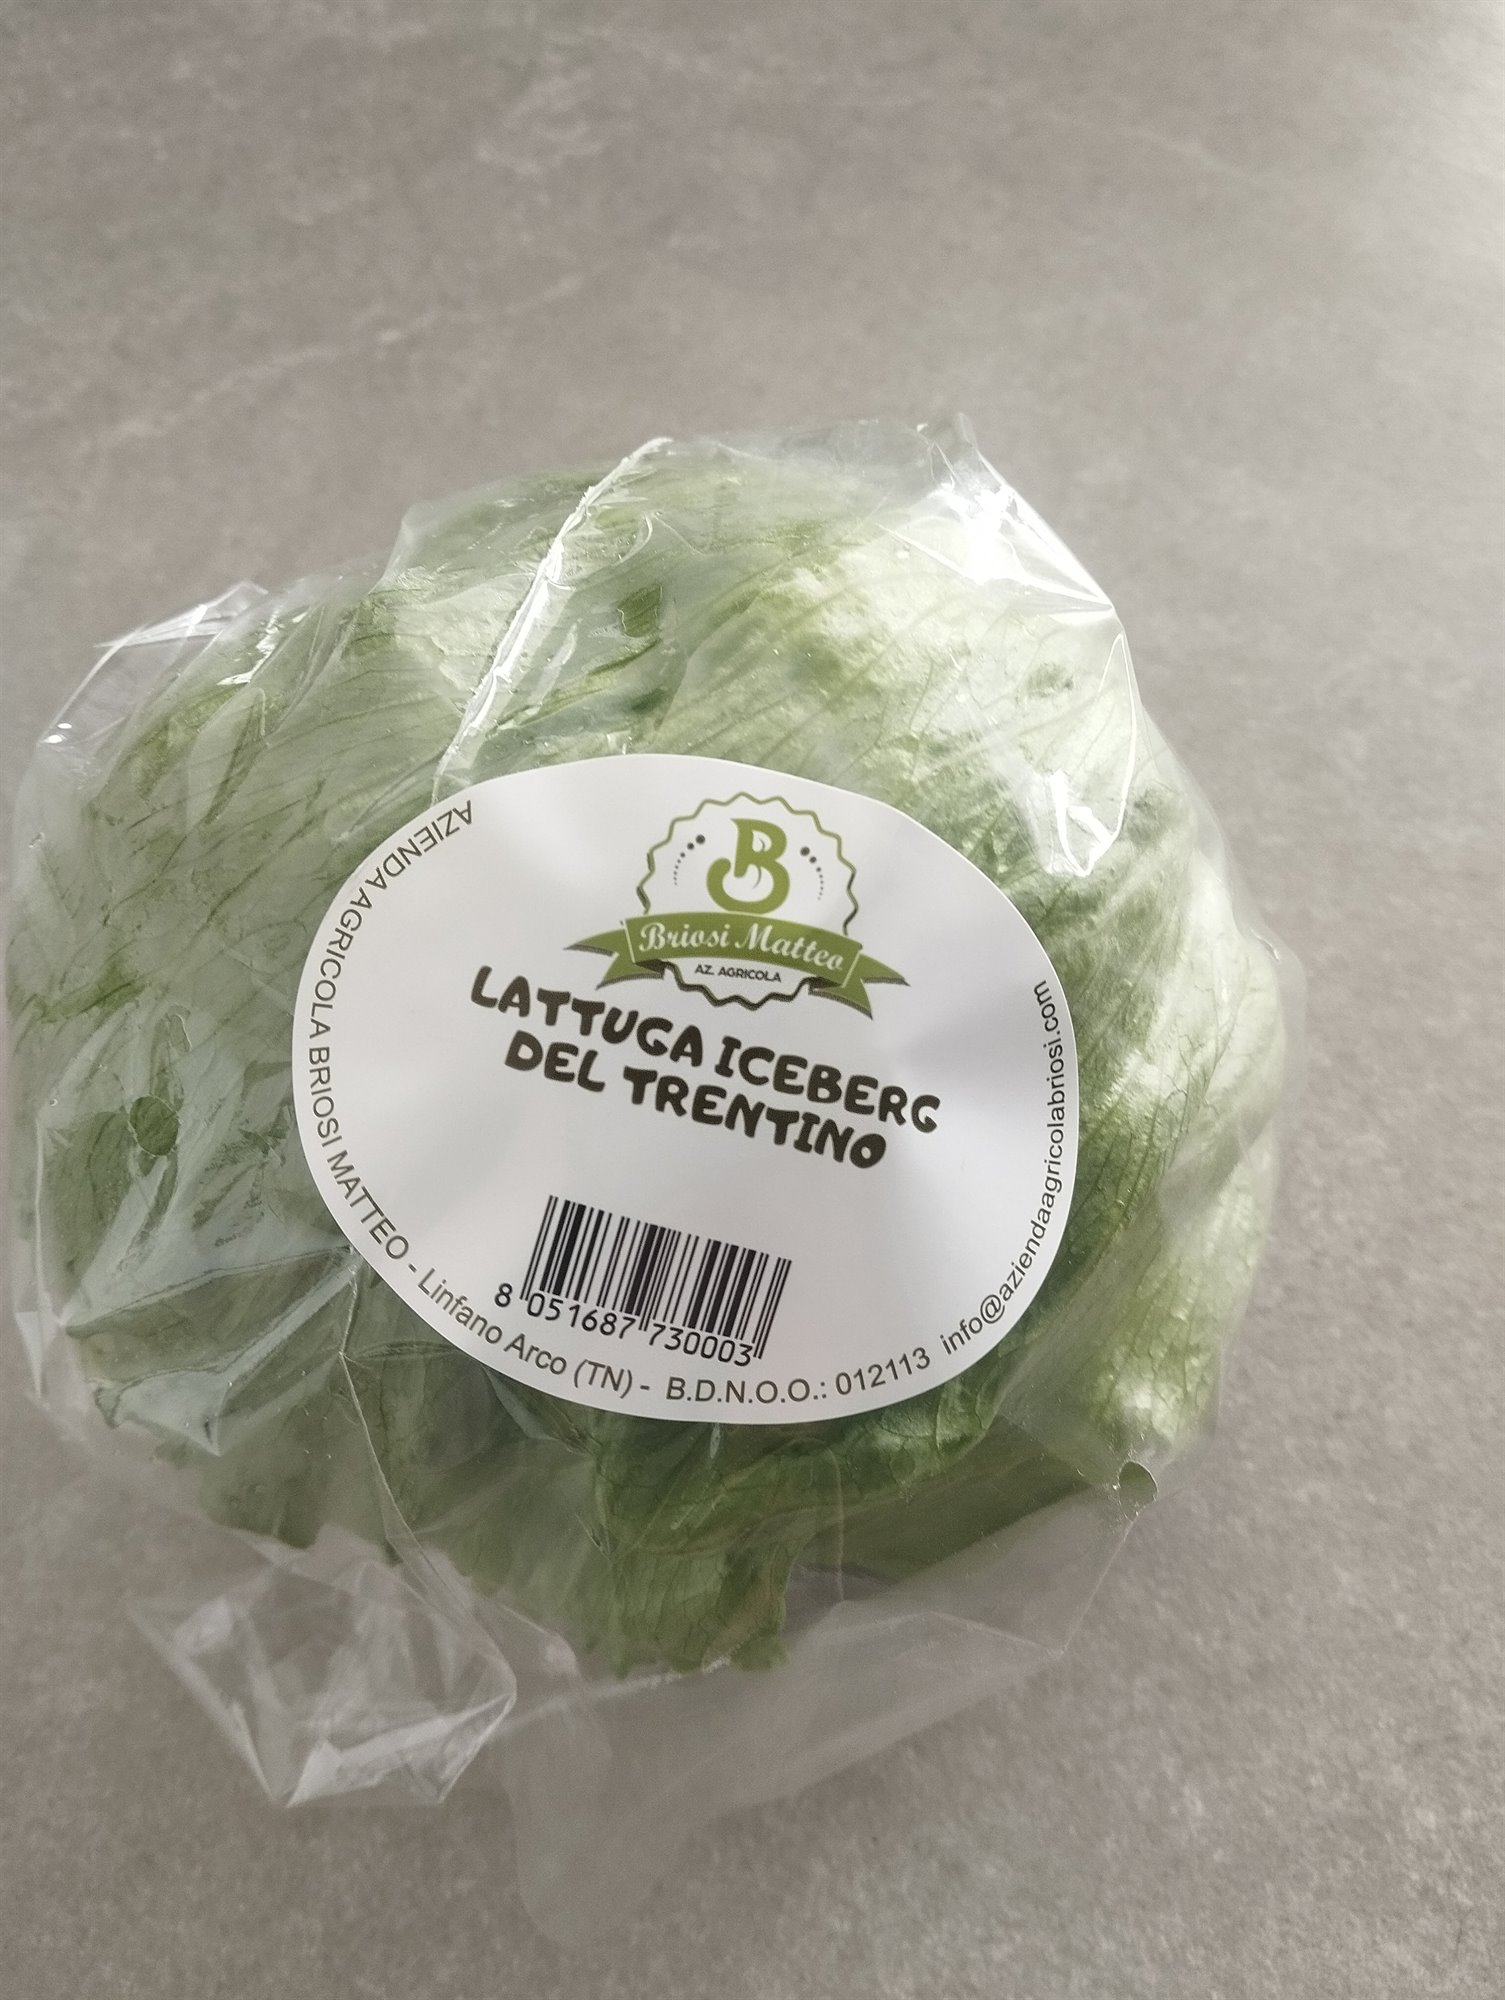 B
Briosi Matteo
AZ. AGRICOLA
LATTUGA ICEBERG
DEL TRENTINO
8 051687 730003
AZIENDA AGRICOLA BRIOSI MATTEO - Linfano Arco (TN) - B.D.N.O.O.: 012113 info@aziendaagricolabriosi.com